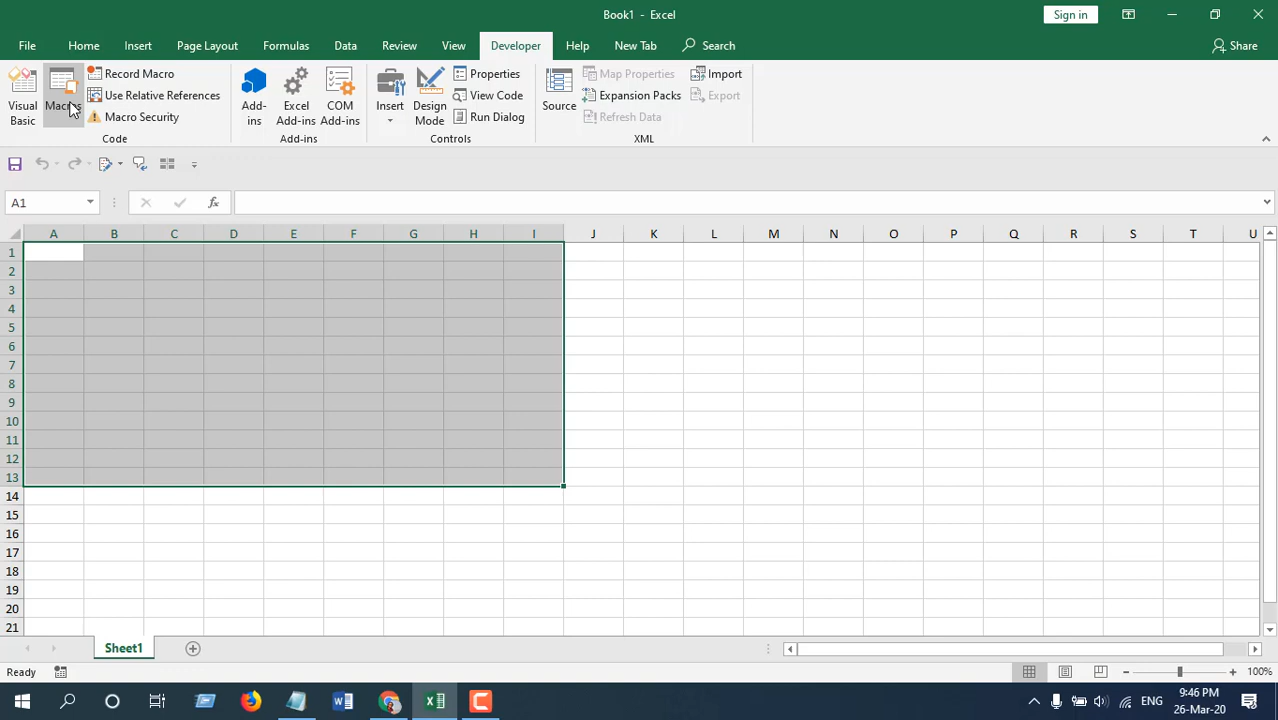 Book1 - Excel
Sign in
File Home Insert Page Layout Formulas Data Review View Developer Help New Tab Search Share
Visual Basic
Macros
Record Macro
Use Relative References
Macro Security
Code
Add-ins
Excel Add-ins
COM Add-ins
Add-ins
Insert
Design Mode
Properties
View Code
Run Dialog
Controls
Source
Map Properties
Expansion Packs
Refresh Data
Import
Export
XML
A1
fx
A B C D E F G H I J K L M N O P Q R S T U
1
2
3
4
5
6
7
8
9
10
11
12
13
14
15
16
17
18
19
20
21
Sheet1
Ready
100%
ENG
9:46 PM
26-Mar-20